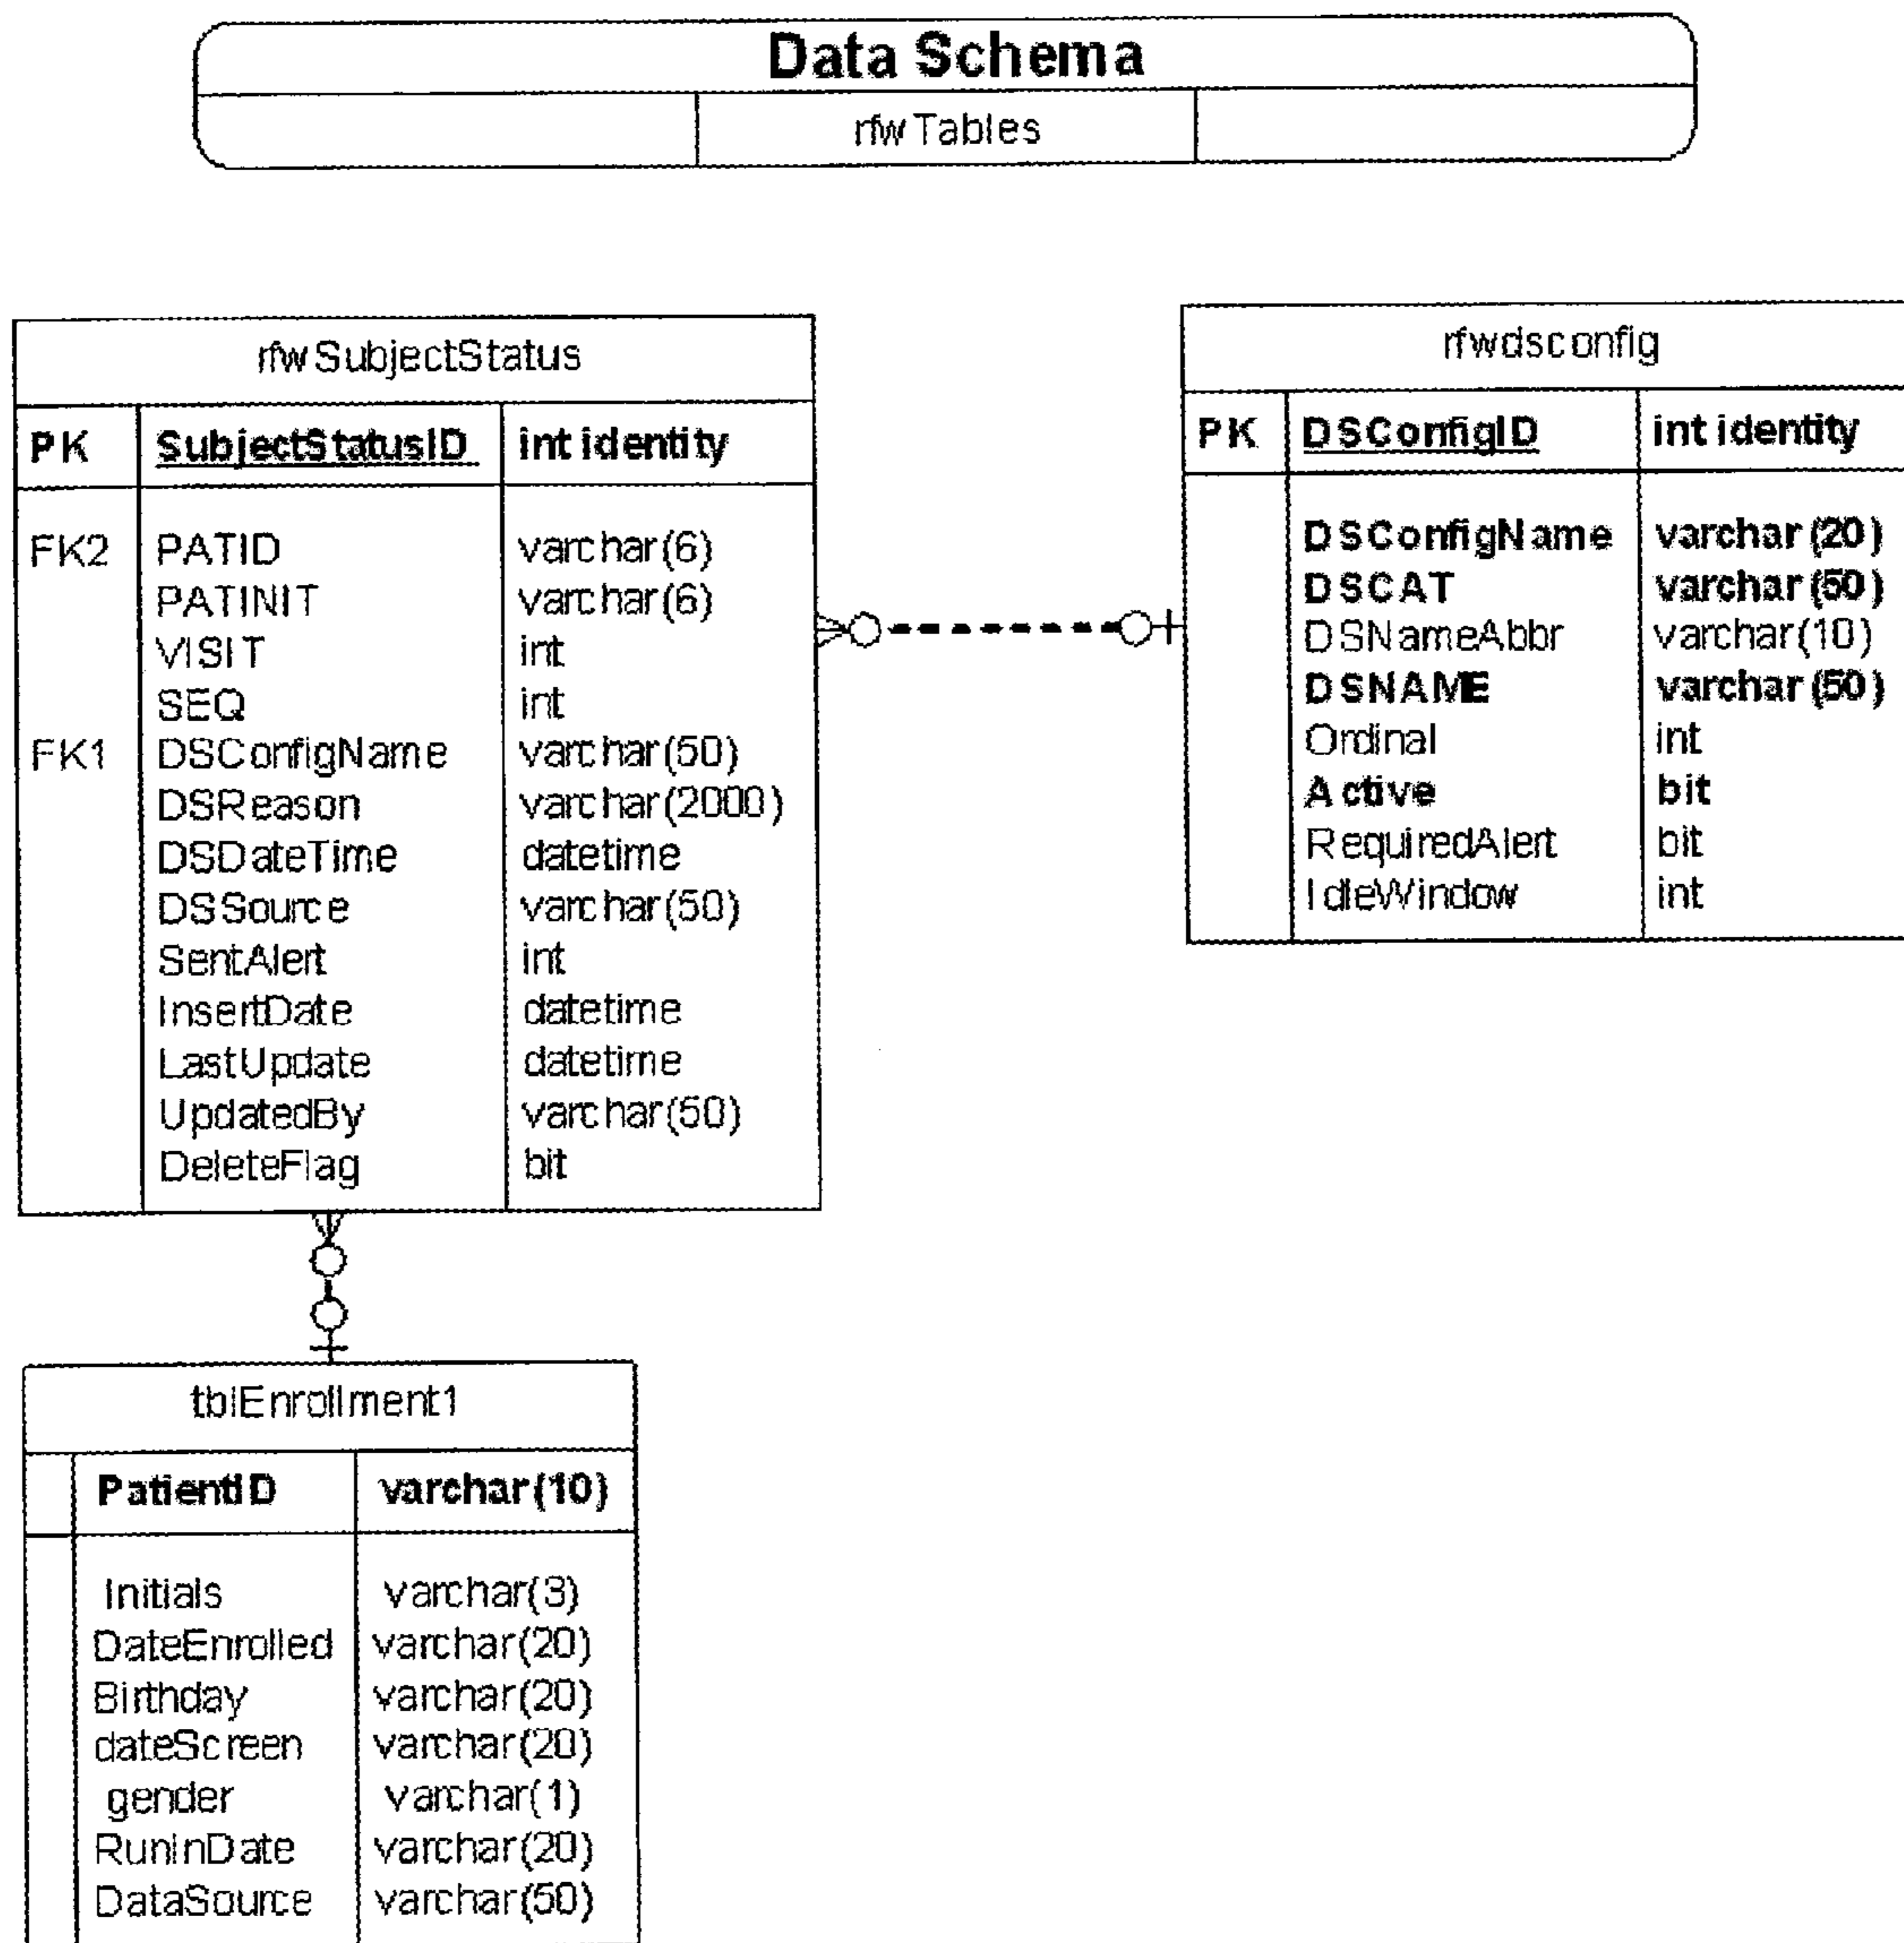 Data Schema
rfwTables
rfwSubjectStatus
PK SubjectStatusID int identity
FK2 PATID varchar(6)
PATINIT varchar(6)
VISIT int
SEQ int
FK1 DSConfigName varchar(50)
DSReason varchar(2000)
DSDateTime datetime
DSSource varchar(50)
SentAlert int
InsertDate datetime
LastUpdate datetime
UpdatedBy varchar(50)
DeleteFlag bit
rfwdsconfig
PK DSConfigID int identity
DSConfigName varchar(20)
DSCAT varchar(50)
DSNameAbbr varchar(10)
DSNAME varchar(50)
Ordinal int
Active bit
RequiredAlert bit
IdleWindow int
tblEnrollment1
PatientID varchar(10)
Initials varchar(3)
DateEnrolled varchar(20)
Birthday varchar(20)
dateScreen varchar(20)
gender varchar(1)
RunInDate varchar(20)
DataSource varchar(50)